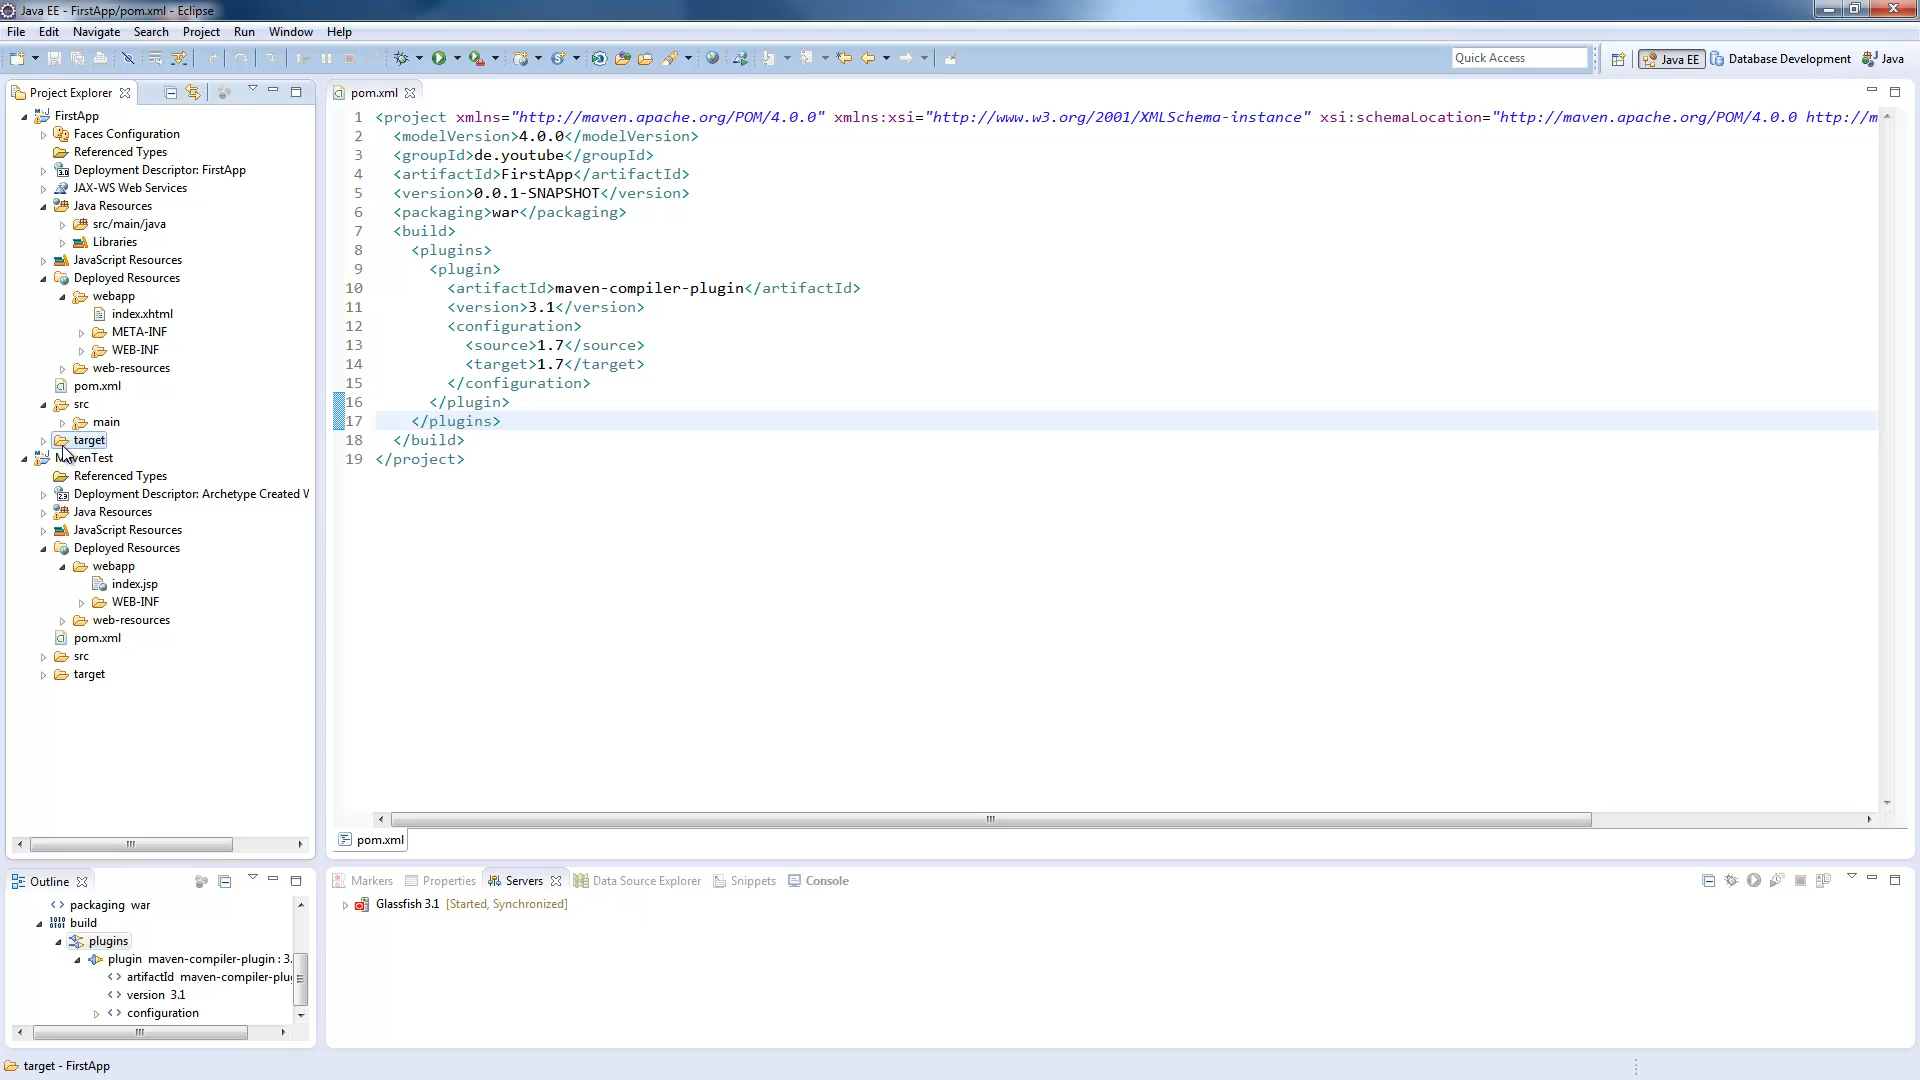 Java EE - FirstApp/pom.xml - Eclipse
File Edit Navigate Search Project Run Window Help
Quick Access
Java EE
Database Development
Java
Project Explorer
FirstApp
Faces Configuration
Referenced Types
Deployment Descriptor: FirstApp
JAX-WS Web Services
Java Resources
src/main/java
Libraries
JavaScript Resources
Deployed Resources
webapp
index.xhtml
META-INF
WEB-INF
web-resources
pom.xml
src
main
target
MavenTest
Referenced Types
Deployment Descriptor: Archetype Created W
Java Resources
JavaScript Resources
Deployed Resources
webapp
index.jsp
WEB-INF
web-resources
pom.xml
src
target
pom.xml
1 <project xmlns="http://maven.apache.org/POM/4.0.0" xmlns:xsi="http://www.w3.org/2001/XMLSchema-instance" xsi:schemaLocation="http://maven.apache.org/POM/4.0.0 http://m
2 <modelVersion>4.0.0</modelVersion>
3 <groupId>de.youtube</groupId>
4 <artifactId>FirstApp</artifactId>
5 <version>0.0.1-SNAPSHOT</version>
6 <packaging>war</packaging>
7 <build>
8 <plugins>
9 <plugin>
10 <artifactId>maven-compiler-plugin</artifactId>
11 <version>3.1</version>
12 <configuration>
13 <source>1.7</source>
14 <target>1.7</target>
15 </configuration>
16 </plugin>
17 </plugins>
18 </build>
19 </project>
pom.xml
Outline
packaging war
build
plugins
plugin maven-compiler-plugin : 3.
artifactId maven-compiler-plu
version 3.1
configuration
Markers Properties Servers Data Source Explorer Snippets Console
Glassfish 3.1 [Started, Synchronized]
target - FirstApp